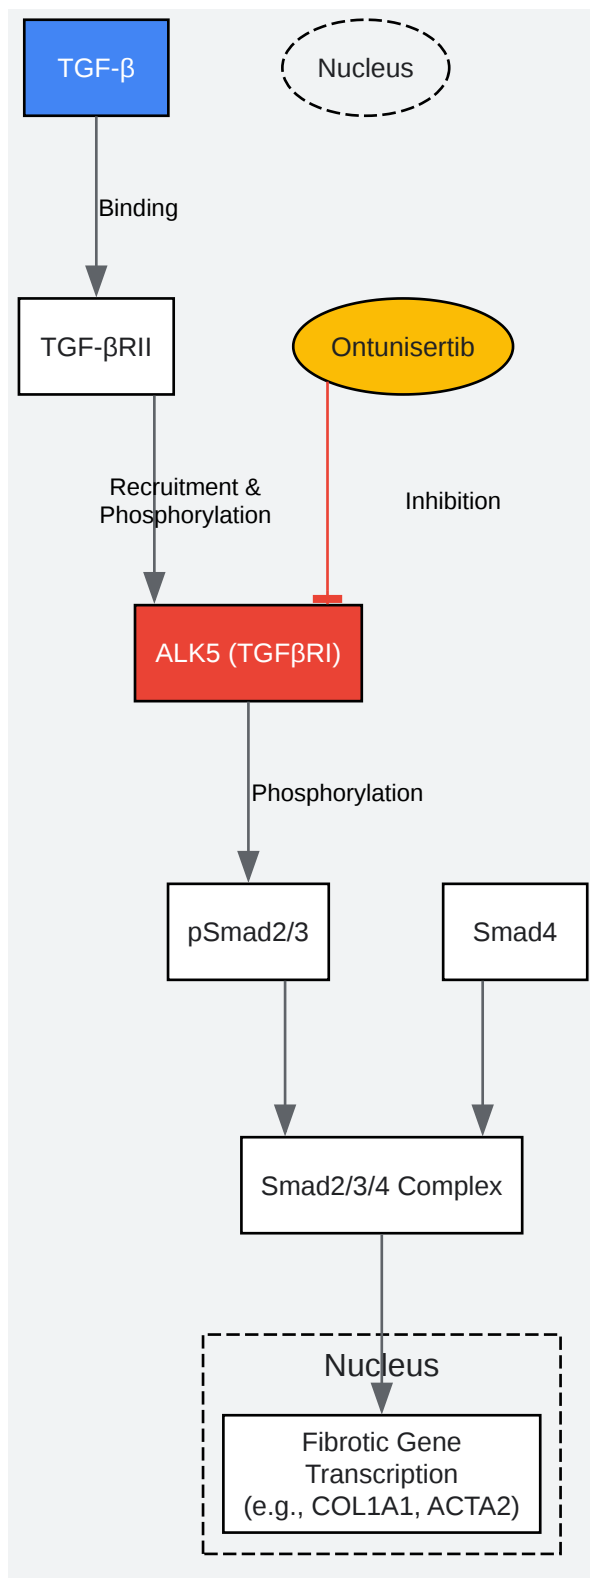 TGF-β
Nucleus
Binding
TGF-βRII
Ontunisertib
Recruitment &
Phosphorylation
Inhibition
ALK5 (TGFβRI)
Phosphorylation
pSmad2/3
Smad4
Smad2/3/4 Complex
Nucleus
Fibrotic Gene
Transcription
(e.g., COL1A1, ACTA2)